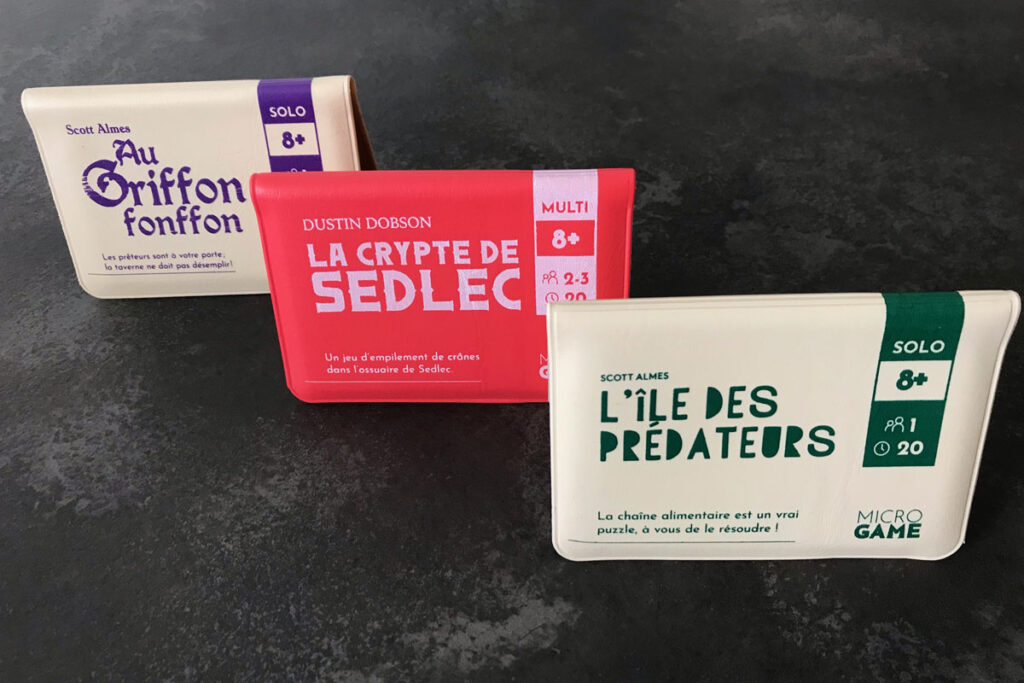 Scott Almes
Au
Griffon
fonffon
Les prêteurs sont à votre porte ;
la taverne ne doit pas désemplir !
SOLO
8+
DUSTIN DOBSON
LA CRYPTE DE
SEDLEC
Un jeu d'empilement de crânes
dans l'ossuaire de Sedlec.
MULTI
8+
2-3
20
SCOTT ALMES
L'ÎLE DES
PRÉDATEURS
La chaîne alimentaire est un vrai
puzzle, à vous de le résoudre !
SOLO
8+
1
20
MICRO
GAME